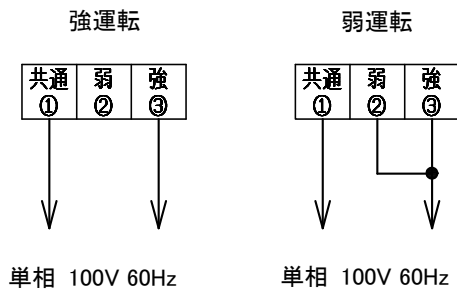 強運転
共通 弱 強
① ② ③
単相 100V 60Hz
弱運転
共通 弱 強
① ② ③
単相 100V 60Hz